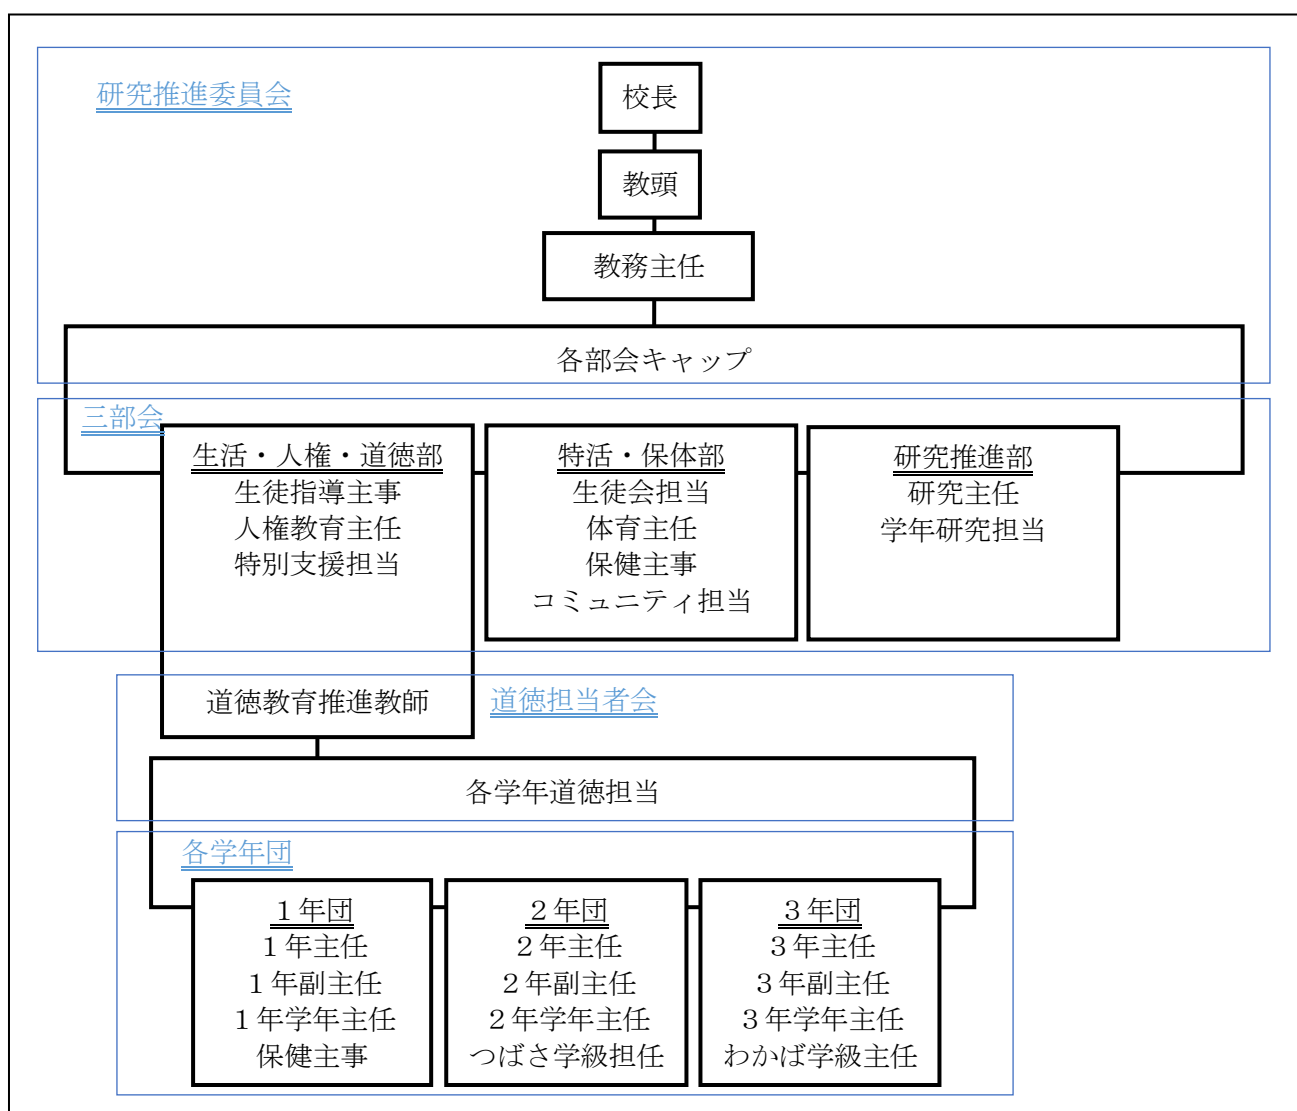 研究推進委員会
校長
教頭
教務主任
各部会キャップ
三部会
生活・人権・道徳部
生徒指導主事
人権教育主任
特別支援担当
特活・保体部
生徒会担当
体育主任
保健主事
コミュニティ担当
研究推進部
研究主任
学年研究担当
道徳教育推進教師
道徳担当者会
各学年道徳担当
各学年団
１年団
１年主任
１年副主任
１年学年主任
保健主事
２年団
２年主任
２年副主任
２年学年主任
つばさ学級担任
３年団
３年主任
３年副主任
３年学年主任
わかば学級主任